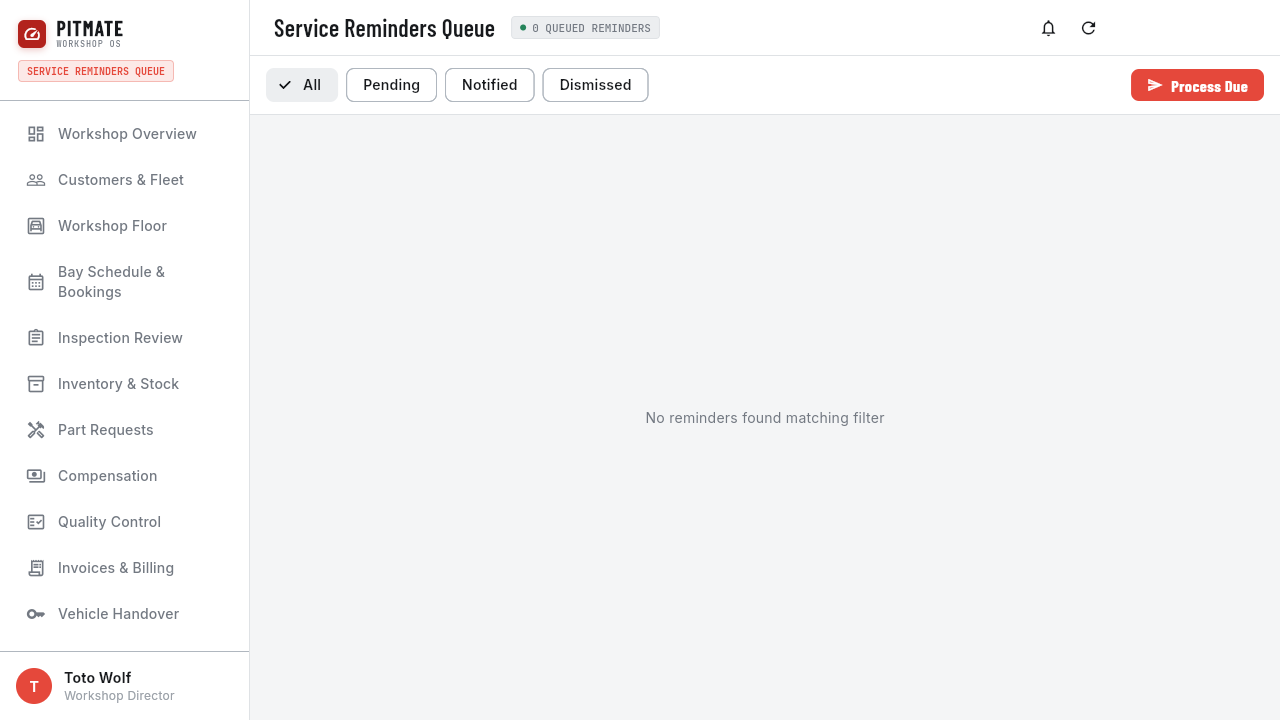 PITMATE
WORKSHOP OS
SERVICE REMINDERS QUEUE
Workshop Overview
Customers & Fleet
Workshop Floor
Bay Schedule &
Bookings
Inspection Review
Inventory & Stock
Part Requests
Compensation
Quality Control
Invoices & Billing
Vehicle Handover
T
Toto Wolf
Workshop Director
Service Reminders Queue
0 QUEUED REMINDERS
All
Pending
Notified
Dismissed
Process Due
No reminders found matching filter